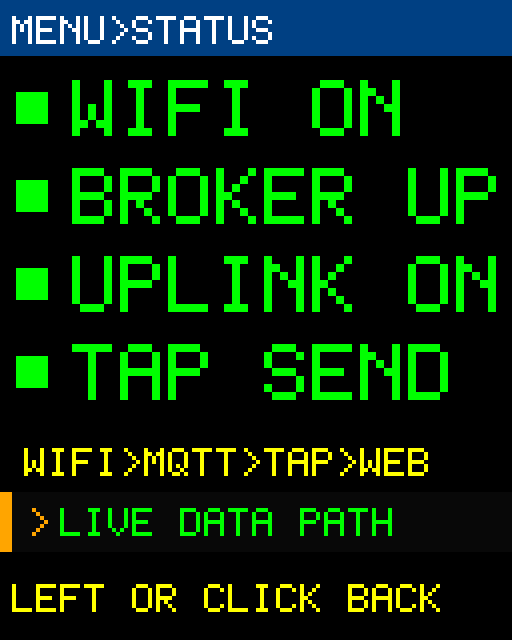 MENU>STATUS
WIFI ON
BROKER UP
UPLINK ON
TAP SEND
WIFI>MQTT>TAP>WEB
>LIVE DATA PATH
LEFT OR CLICK BACK